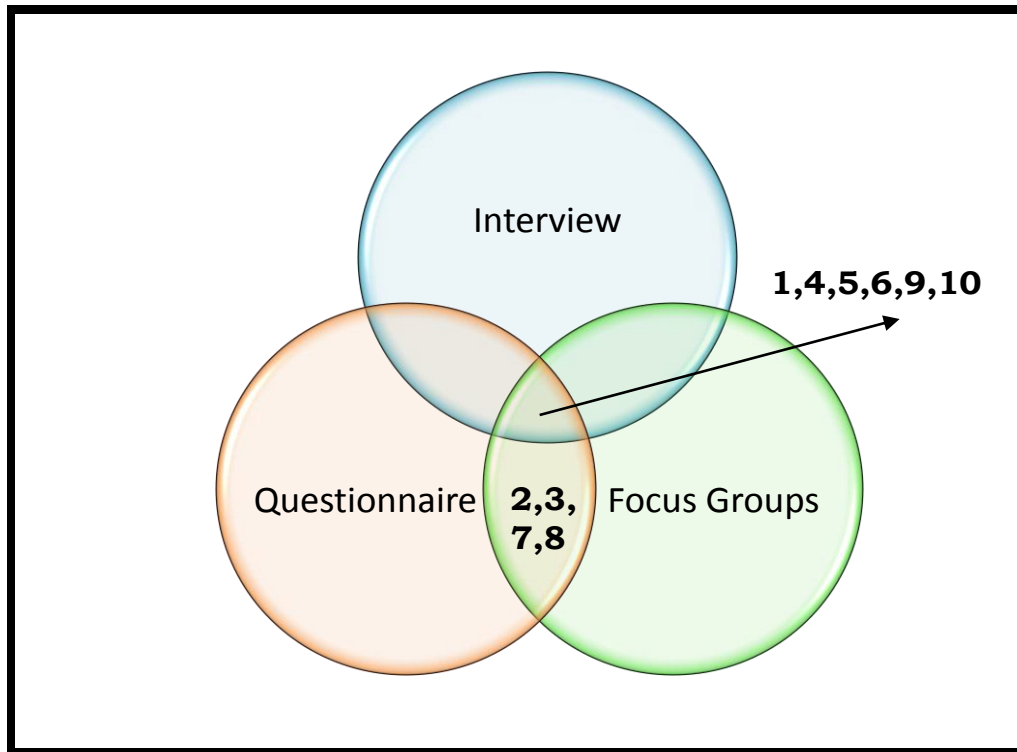 Interview
1,4,5,6,9,10
Questionnaire
2,3,
7,8
Focus Groups